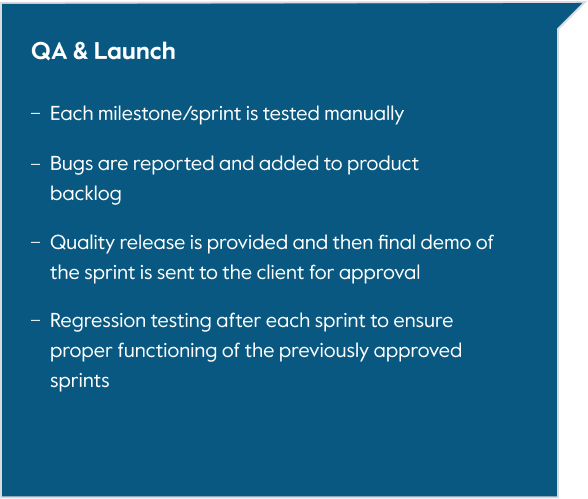 QA & Launch
– Each milestone/sprint is tested manually
– Bugs are reported and added to product
backlog
– Quality release is provided and then final demo of
the sprint is sent to the client for approval
– Regression testing after each sprint to ensure
proper functioning of the previously approved
sprints